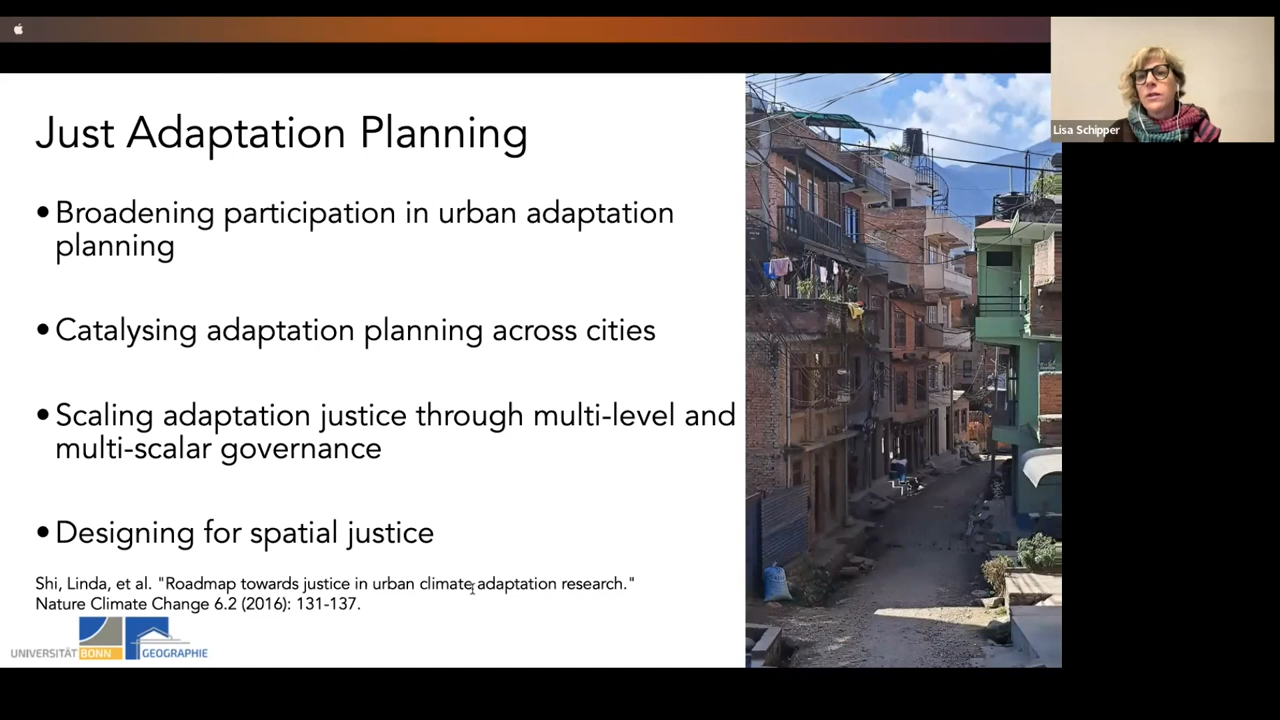 Just Adaptation Planning
• Broadening participation in urban adaptation
planning
• Catalysing adaptation planning across cities
• Scaling adaptation justice through multi-level and
multi-scalar governance
• Designing for spatial justice
Shi, Linda, et al. "Roadmap towards justice in urban climate adaptation research."
Nature Climate Change 6.2 (2016): 131-137.
UNIVERSITÄT BONN GEOGRAPHIE
Lisa Schipper